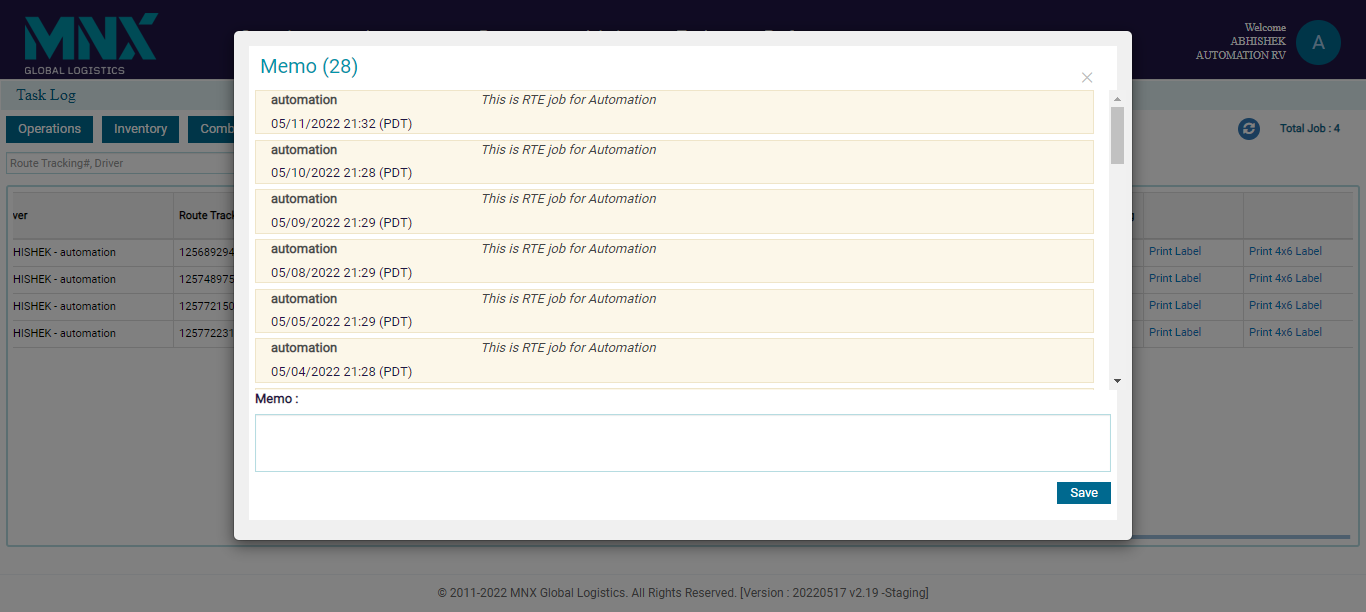 MNX
GLOBAL LOGISTICS
Welcome
ABHISHEK
AUTOMATION RV
A
Task Log
Operations
Inventory
Comb
Total Job : 4
Route Tracking#, Driver
ver
Route Track
HISHEK - automation
125689294
Print Label
Print 4x6 Label
HISHEK - automation
125748975
Print Label
Print 4x6 Label
HISHEK - automation
125772150
Print Label
Print 4x6 Label
HISHEK - automation
125772231
Print Label
Print 4x6 Label
Memo (28)
×
automation
This is RTE job for Automation
05/11/2022 21:32 (PDT)
automation
This is RTE job for Automation
05/10/2022 21:28 (PDT)
automation
This is RTE job for Automation
05/09/2022 21:29 (PDT)
automation
This is RTE job for Automation
05/08/2022 21:29 (PDT)
automation
This is RTE job for Automation
05/05/2022 21:29 (PDT)
automation
This is RTE job for Automation
05/04/2022 21:28 (PDT)
Memo :
Save
© 2011-2022 MNX Global Logistics. All Rights Reserved. [Version : 20220517 v2.19 -Staging]